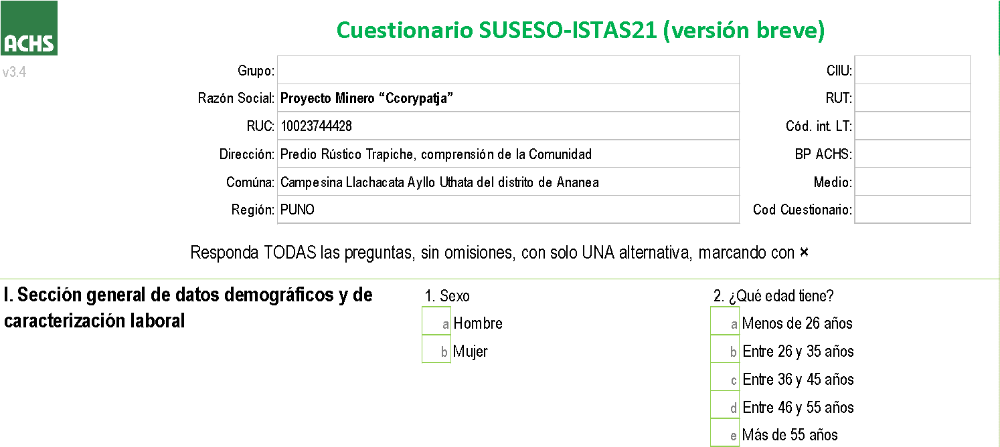 ACHS
Cuestionario SUSESO-ISTAS21 (versión breve)
v3.4
Grupo:
CIIU:
Razón Social: Proyecto Minero “Ccorypatja”
RUT:
RUC: 10023744428
Cód. int. LT:
Dirección: Predio Rústico Trapiche, comprensión de la Comunidad
BP ACHS:
Comúna: Campesina Llachacata Ayllo Uthata del distrito de Ananea
Medio:
Región: PUNO
Cod Cuestionario:
Responda TODAS las preguntas, sin omisiones, con solo UNA alternativa, marcando con ×
I. Sección general de datos demográficos y de
caracterización laboral
1. Sexo
a Hombre
b Mujer
2. ¿Qué edad tiene?
a Menos de 26 años
b Entre 26 y 35 años
c Entre 36 y 45 años
d Entre 46 y 55 años
e Más de 55 años